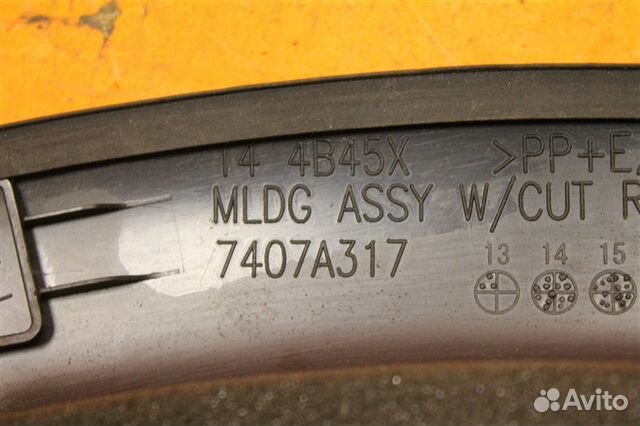 14 4B45X >PP+E
MLDG ASSY W/CUT R
7407A317
13 14 15
Avito